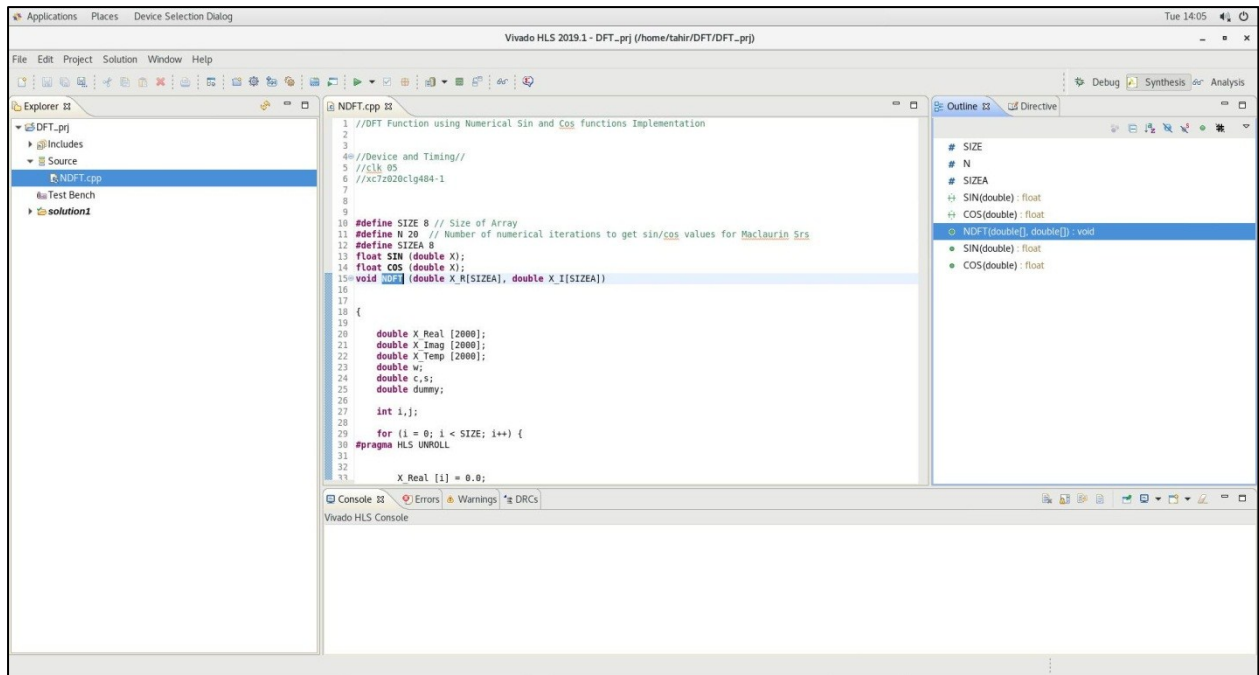 Applications Places Device Selection Dialog Tue 14:05
Vivado HLS 2019.1 - DFT_prj (/home/tahir/DFT/DFT_prj)
File Edit Project Solution Window Help
Debug Synthesis Analysis
Explorer
DFT_prj
Includes
Source
NDFT.cpp
Test Bench
solution1
NDFT.cpp
1 //DFT Function using Numerical Sin and Cos functions Implementation
2
3
4 //Device and Timing//
5 //clk 05
6 //xc7z020clg484-1
7
8
9
10 #define SIZE 8 // Size of Array
11 #define N 20 // Number of numerical iterations to get sin/cos values for Maclaurin Srs
12 #define SIZEA 8
13 float SIN (double X);
14 float COS (double X);
15 void NDFT (double X_R[SIZEA], double X_I[SIZEA])
16
17
18 {
19
20 double X_Real [2000];
21 double X_Imag [2000];
22 double X_Temp [2000];
23 double w;
24 double c,s;
25 double dummy;
26
27 int i,j;
28
29 for (i = 0; i < SIZE; i++) {
30 #pragma HLS UNROLL
31
32
33 X_Real [i] = 0.0;
Outline Directive
# SIZE
# N
# SIZEA
SIN(double) : float
COS(double) : float
NDFT(double[], double[]) : void
SIN(double) : float
COS(double) : float
Console Errors Warnings DRCs
Vivado HLS Console